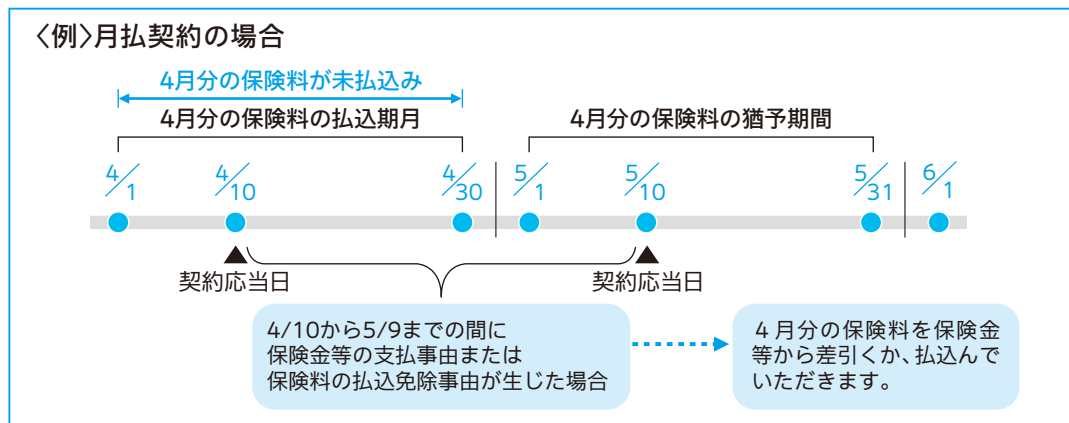 〈例〉月払契約の場合
4月分の保険料が未払込み
4月分の保険料の払込期月
4月分の保険料の猶予期間
4/1 4/10 4/30 5/1 5/10 5/31 6/1
契約応当日 契約応当日
4/10から5/9までの間に
保険金等の支払事由または
保険料の払込免除事由が生じた場合
4月分の保険料を保険金
等から差引くか、払込んで
いただきます。